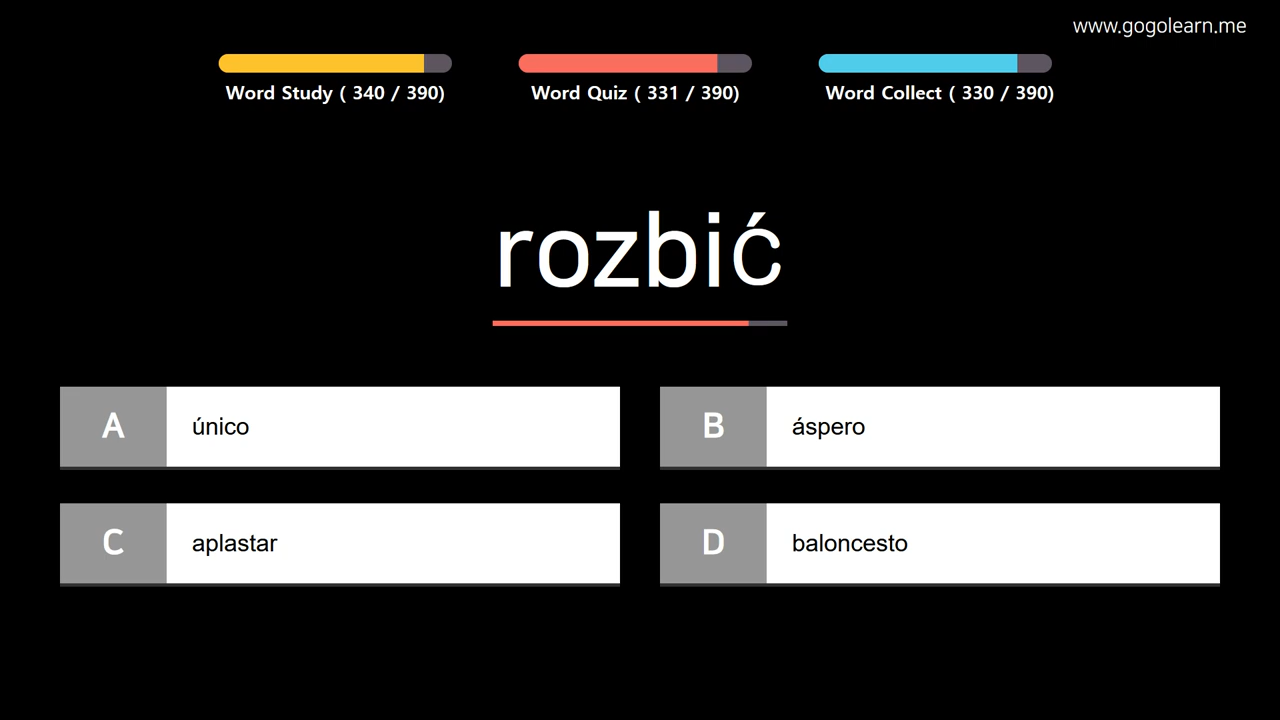 www.gogolearn.me
Word Study ( 340 / 390)
Word Quiz ( 331 / 390)
Word Collect ( 330 / 390)
rozbić
A único
B áspero
C aplastar
D baloncesto